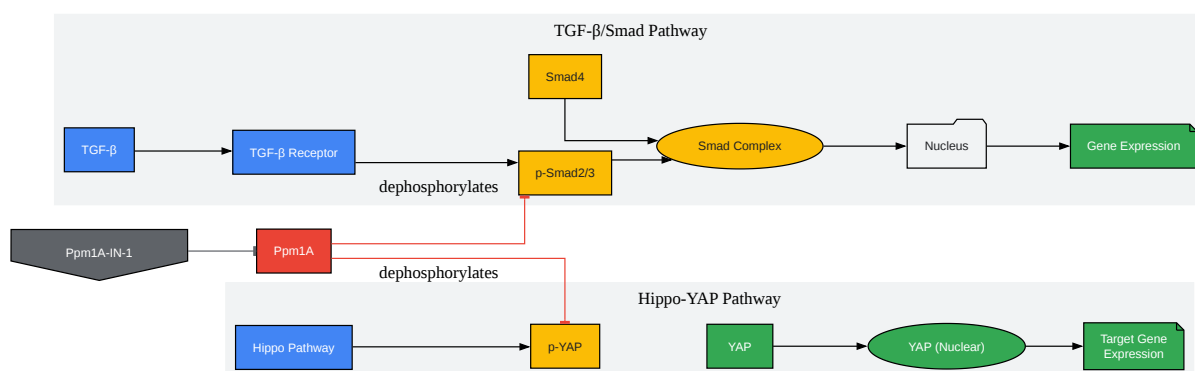 TGF-β/Smad Pathway
Smad4
TGF-β
TGF-β Receptor
p-Smad2/3
Smad Complex
Nucleus
Gene Expression
dephosphorylates
Ppm1A-IN-1
Ppm1A
dephosphorylates
Hippo-YAP Pathway
Hippo Pathway
p-YAP
YAP
YAP (Nuclear)
Target Gene
Expression